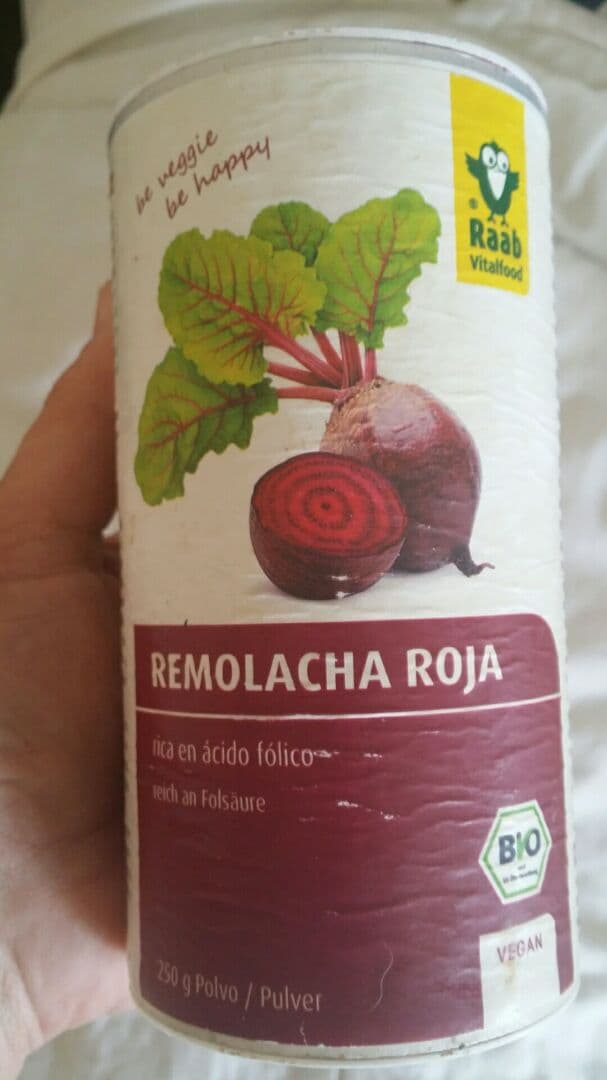 be veggie
be happy
®
Raab
Vitalfood
REMOLACHA ROJA
rica en ácido fólico
reich an Folsäure
BIO
VEGAN
250 g Polvo / Pulver